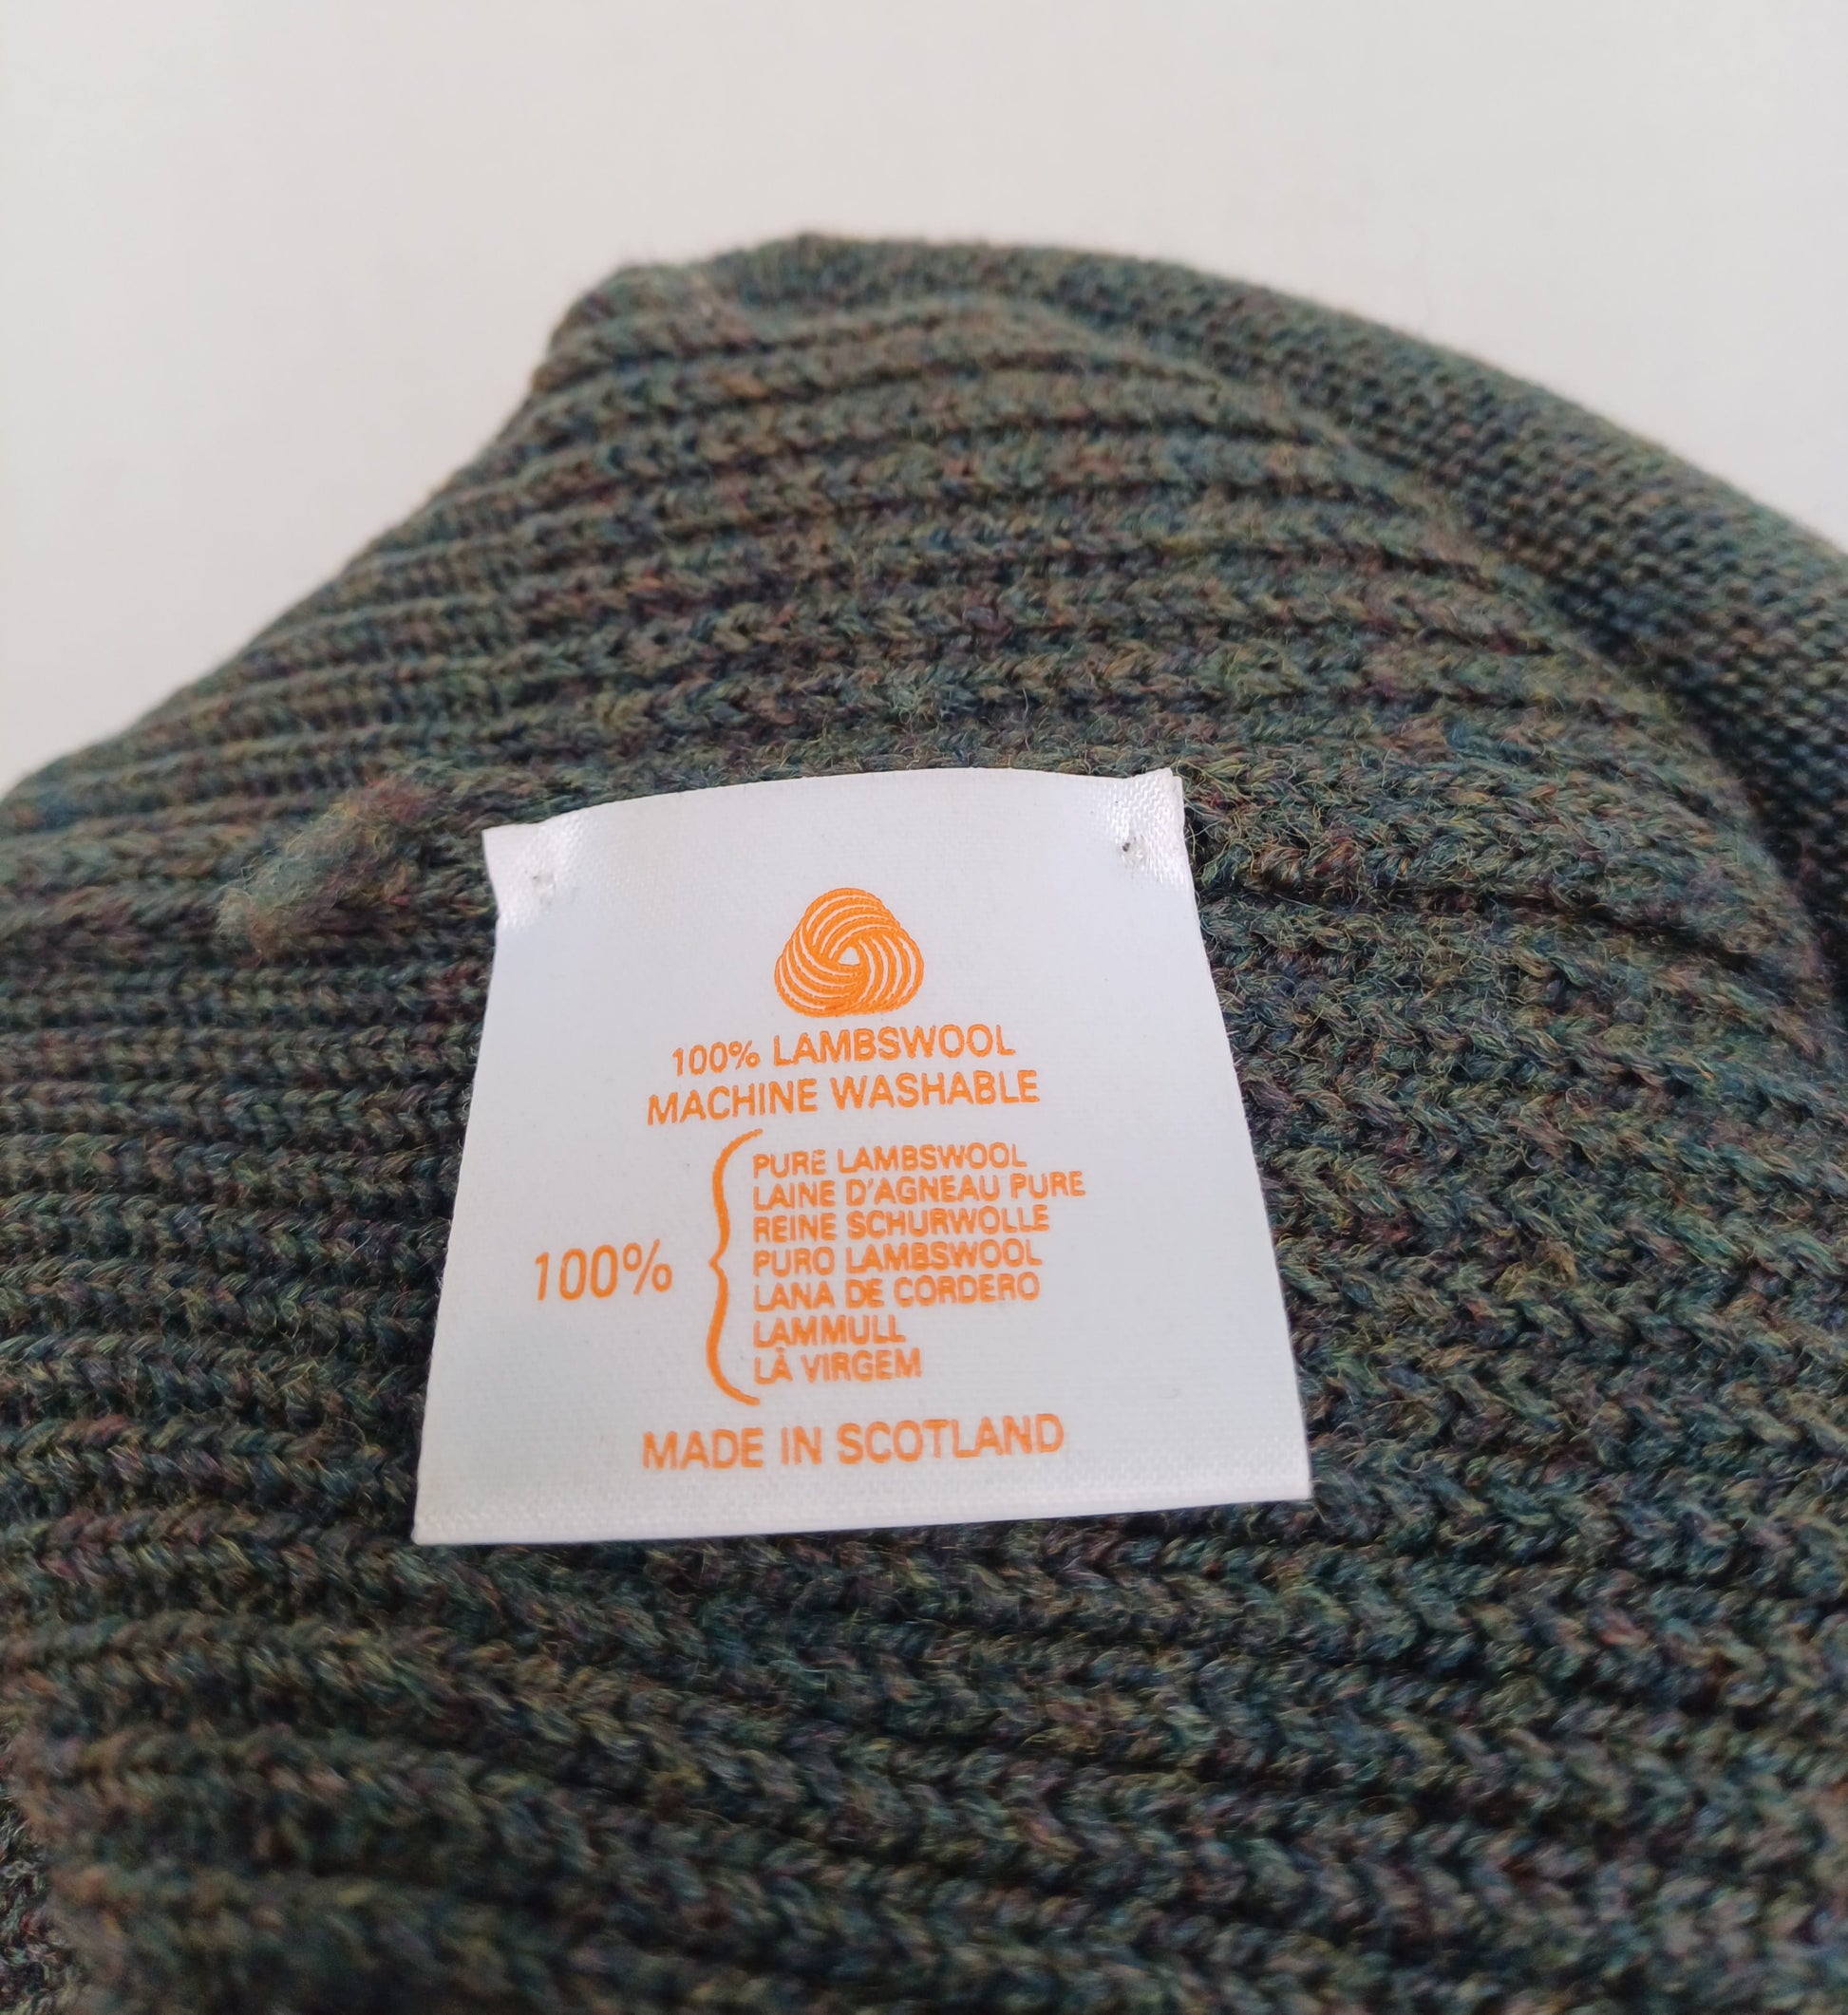 100% LAMBSWOOL
MACHINE WASHABLE
100%
PURE LAMBSWOOL
LAINE D'AGNEAU PURE
REINE SCHURWOLLE
PURO LAMBSWOOL
LANA DE CORDERO
LAMMULL
LÃ VIRGEM
MADE IN SCOTLAND